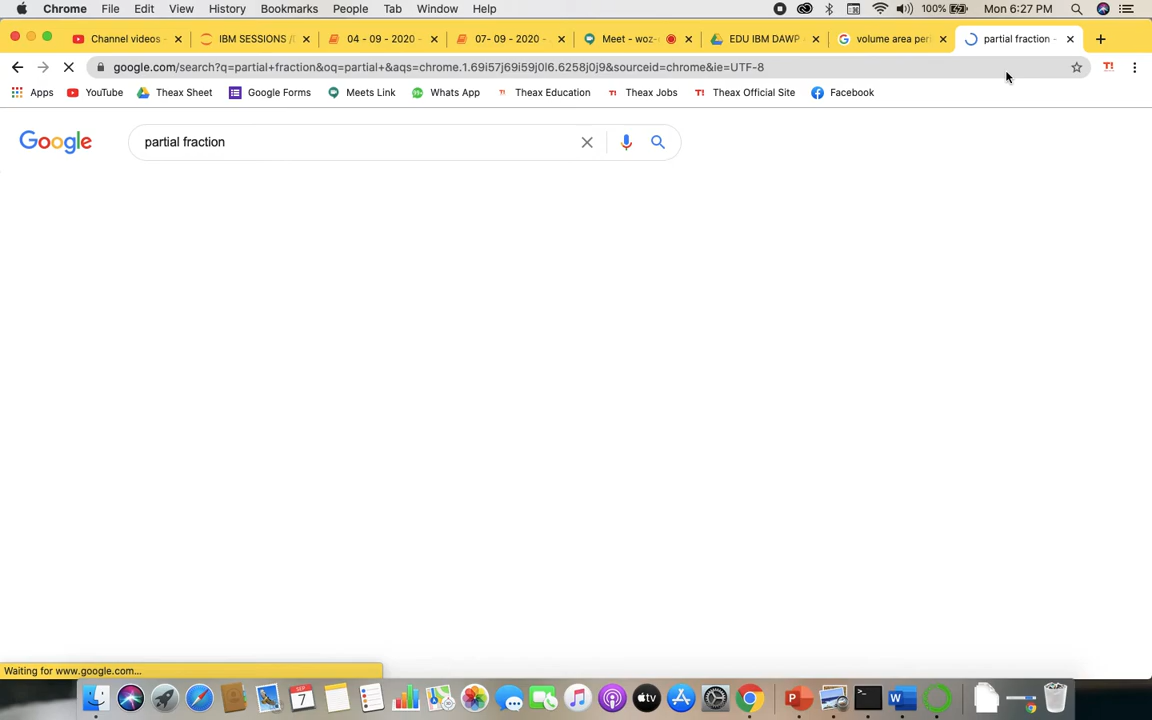 Chrome File Edit View History Bookmarks People Tab Window Help 100% Mon 6:27 PM
Channel videos - IBM SESSIONS /I 04 - 09 - 2020 - 07- 09 - 2020 - Meet - woz- EDU IBM DAWP - volume area peri partial fraction -
google.com/search?q=partial+fraction&oq=partial+&aqs=chrome.1.69i57j69i59j0l6.6258j0j9&sourceid=chrome&ie=UTF-8 T!
Apps YouTube Theax Sheet Google Forms Meets Link Whats App Theax Education Theax Jobs Theax Official Site Facebook
Google partial fraction
Waiting for www.google.com...
SEP
7